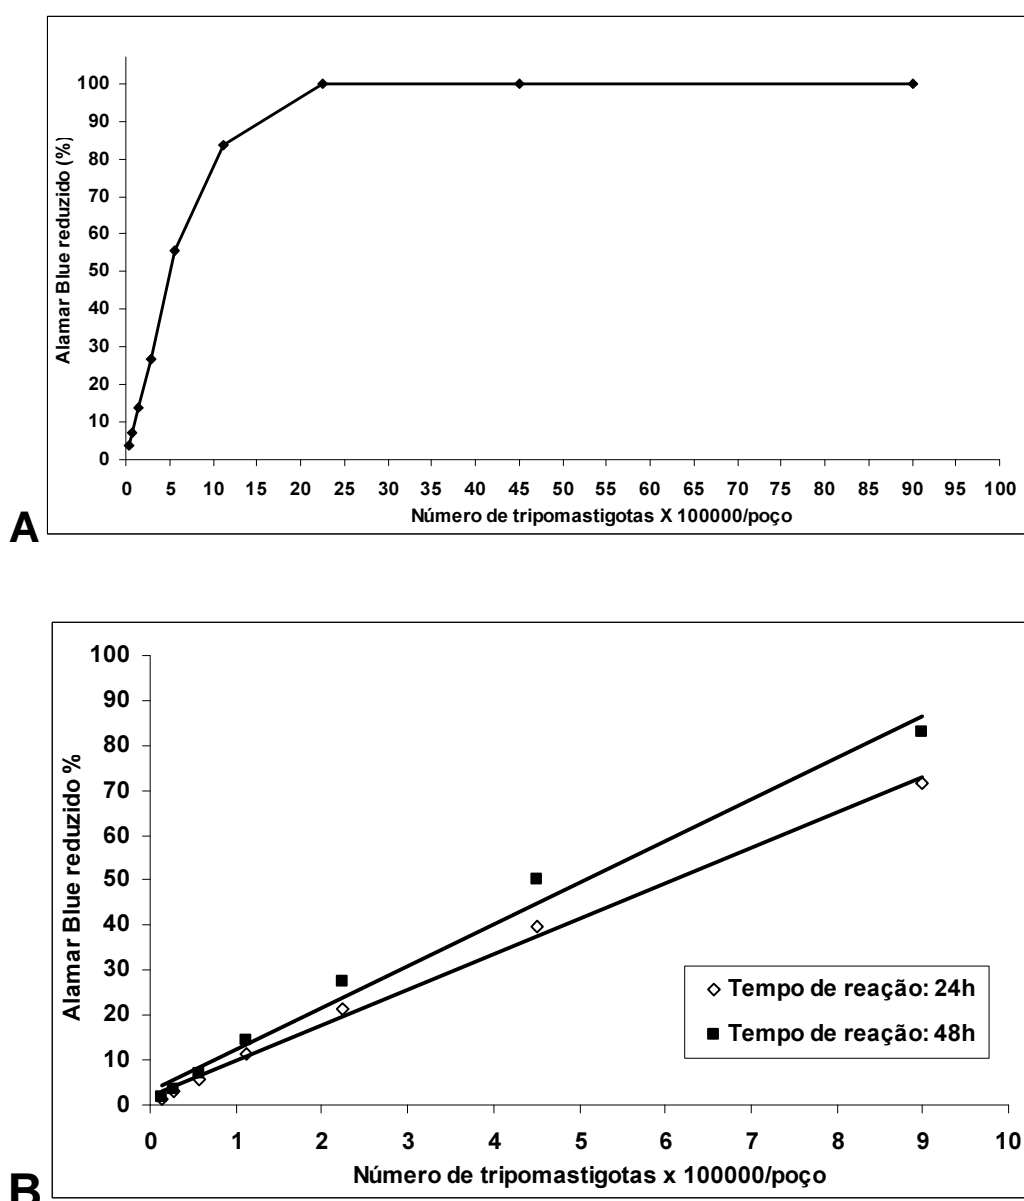 100
90
80
70
60
50
40
30
20
10
0
Alamar Blue reduzido (%)
0 5 10 15 20 25 30 35 40 45 50 55 60 65 70 75 80 85 90 95 100
Número de tripomastigotas X 100000/poço
A
100
90
80
70
60
50
40
30
20
10
0
Alamar Blue reduzido %
Tempo de reação: 24h
Tempo de reação: 48h
0 1 2 3 4 5 6 7 8 9 10
Número de tripomastigotas x 100000/poço
B